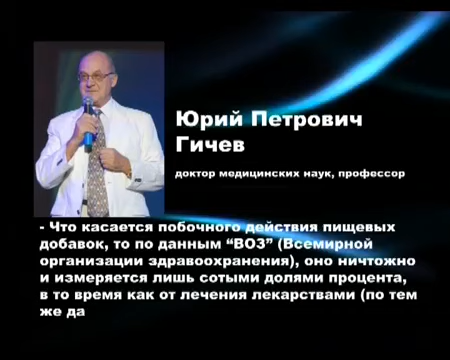 Юрий Петрович
Гичев
доктор медицинских наук, профессор
- Что касается побочного действия пищевых
добавок, то по данным “ВОЗ” (Всемирной
организации здравоохранения), оно ничтожно
и измеряется лишь сотыми долями процента,
в то время как от лечения лекарствами (по тем
же да